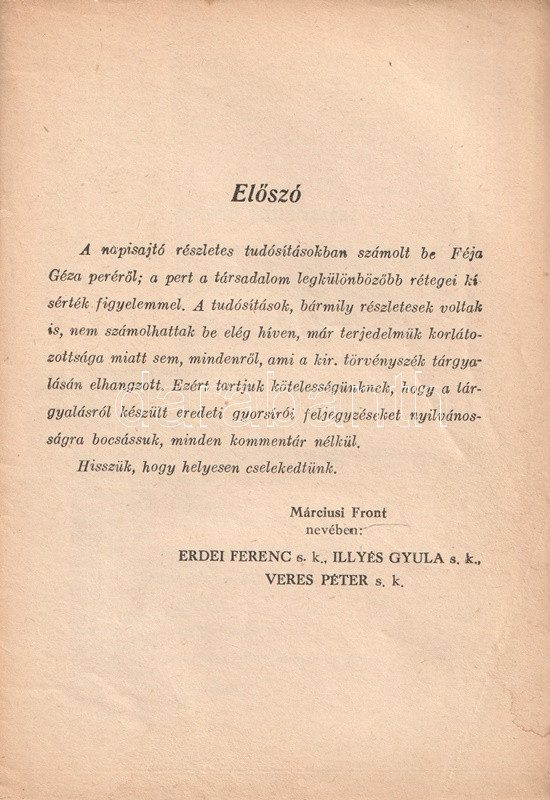 Előszó
A napisajtó részletes tudósításokban számolt be Féja
Géza peréről; a pert a társadalom legkülönbözőbb rétegei kí
sérték figyelemmel. A tudósítások, bármily részletesek voltak
is, nem számolhattak be elég híven, már terjedelmük korláto-
zottsága miatt sem, mindenről, ami a kir. törvényszék tárgya-
lásán elhangzott. Ezért tartjuk kötelességünknek, hogy a tár-
gyalásról készült eredeti gyorsírói feljegyzéseket nyilvános-
ságra bocsássuk, minden kommentár nélkül.
Hisszük, hogy helyesen cselekedtünk.
Márciusi Front
nevében:
ERDEI FERENC s. k., ILLYÉS GYULA s. k.,
VERES PÉTER s. k.
darabanth